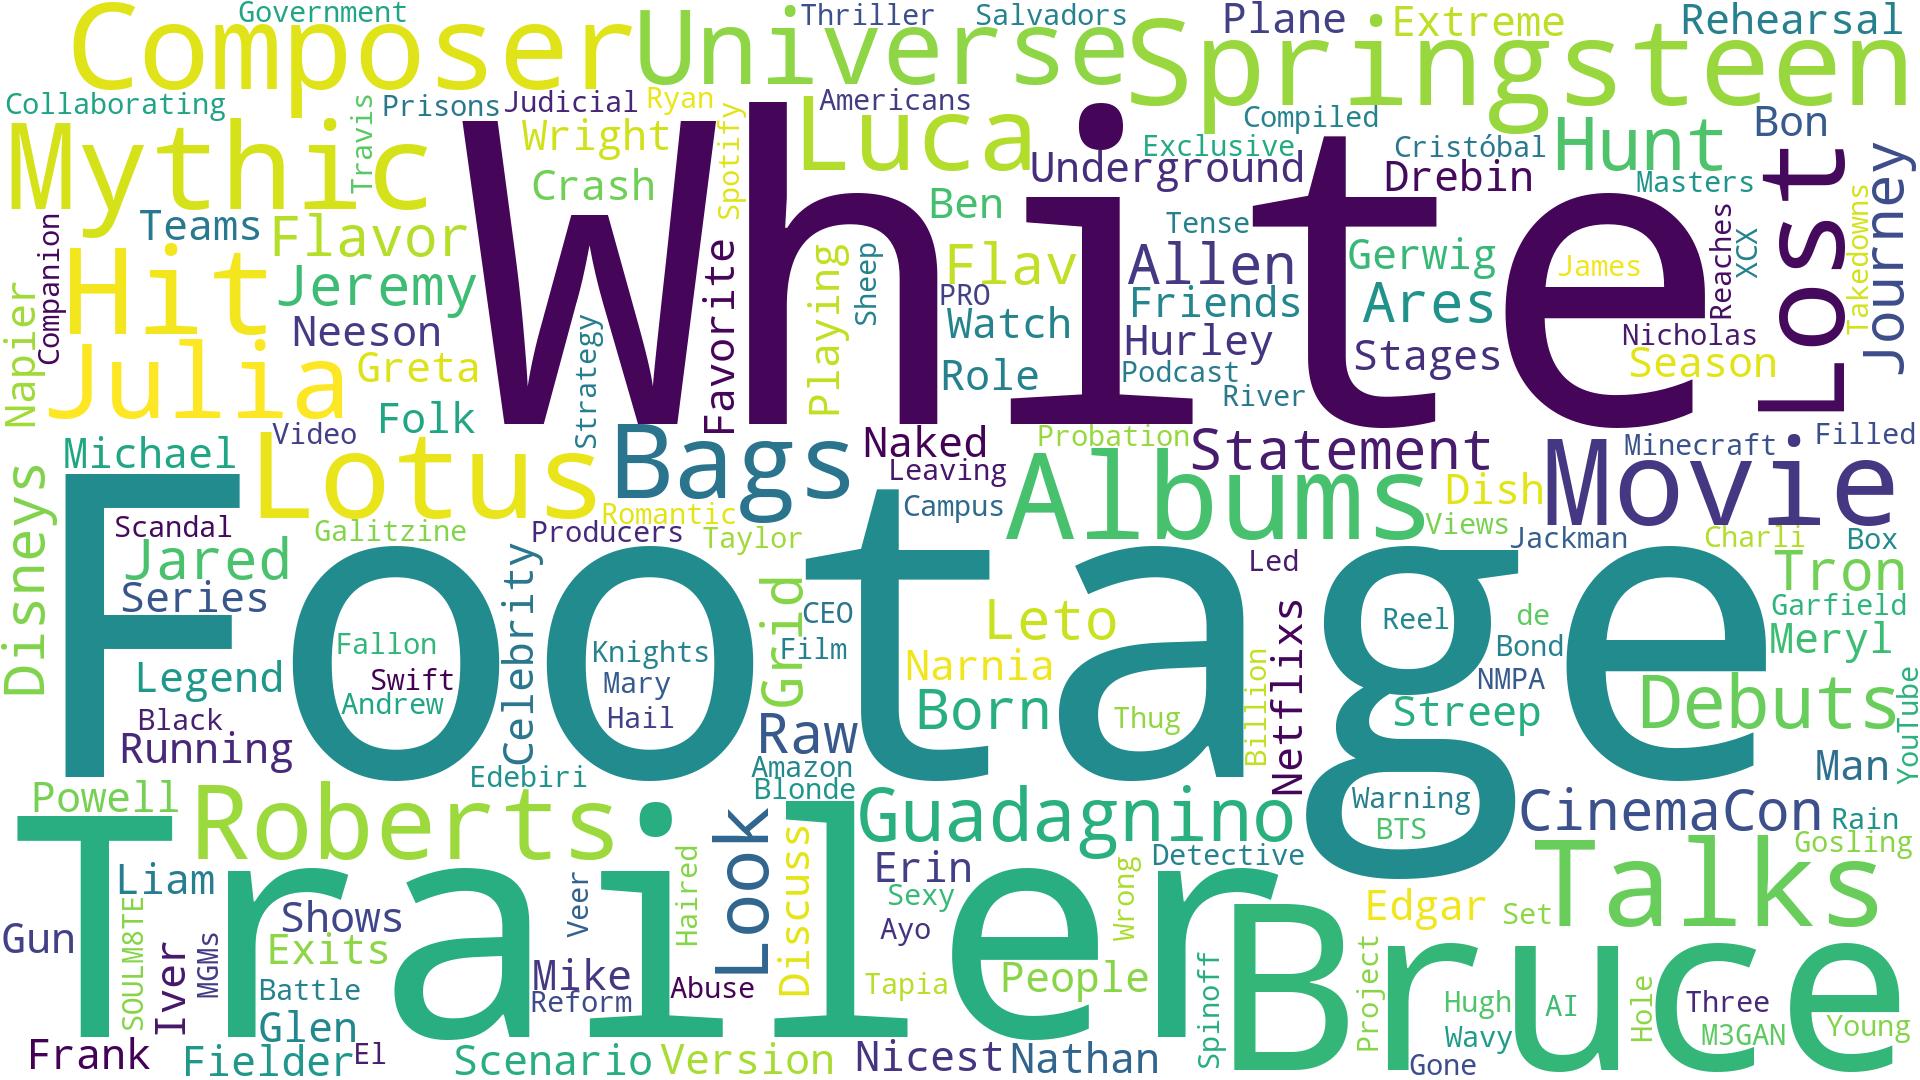 Government
Thriller
Salvadors
Plane
Extreme
Rehearsal
Composer
Universe
Springsteen
Collaborating
Travis
Prisons
Judicial
Ryan
Spotify
Americans
Compiled
Bon
Mythic
Wright
Luca
Exclusive
Cristóbal
Hunt
Lost
Journey
White
Crash
Underground
Drebin
Masters
Takedowns
Companion
Teams
Flavor
Ben
Tense
Reaches
XCX
Hit
Jeremy
Favorite
Playing
Sheep
Flav
Allen
Gerwig
James
Napier
Neeson
PRO
Friends
Ares
Watch
Hurley
Nicholas
Julia
Greta
Strategy
Role
Podcast
Stages
Season
River
Folk
Video
Michael
Lotus
Bags
Naked
Probation
Statement
Movie
Minecraft
Filled
Disneys
Leaving
Albums
Dish
Campus
Scandal
Galitzine
Romantic
Producers
Taylor
Views
Jackman
Charli
Box
Jared
Footage
Led
Tron
Series
Celebrity
Grid
CEO
Leto
Netflixs
Reel
de
Garfield
Fallon
Knights
Film
Bond
Meryl
Legend
Swift
Mary
Narnia
NMPA
Andrew
Hail
Born
Thug
Billion
Streep
Debuts
YouTube
Black
Running
Raw
Edebiri
Amazon
Man
Powell
Blonde
Warning
Roberts
Look
Guadagnino
BTS
CinemaCon
Rain
Gosling
Trailer
Discuss
Detective
Talks
Liam
Haired
Erin
Wrong
SOULM8TE
Shows
Veer
Sexy
Edgar
Set
Gun
Iver
MGMs
Exits
Ayo
Bruce
Battle
Mike
Abuse
Tapia
People
Spinoff
Project
Reform
Hugh
AI
Hole
Three
Glen
Wavy
M3GAN
Young
Frank
Fielder
El
Scenario
Version
Nicest
Nathan
Gone